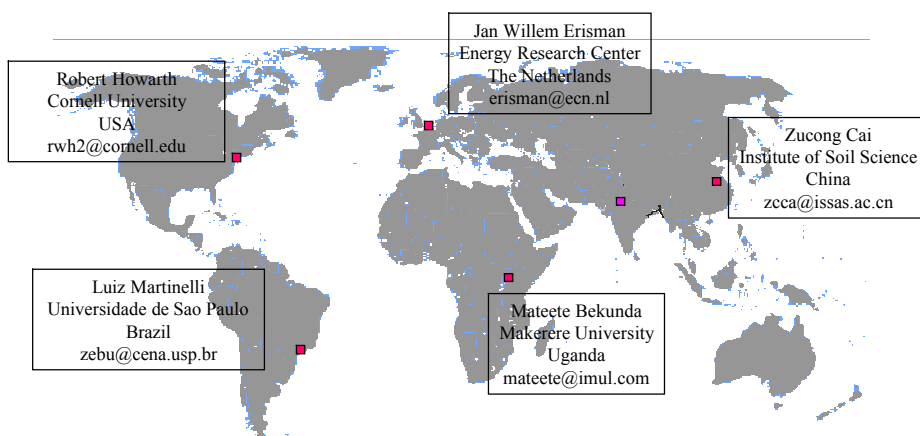 Jan Willem Erisman
Energy Research Center
The Netherlands
erisman@ecn.nl
Robert Howarth
Cornell University
USA
rwh2@cornell.edu
Zucong Cai
Institute of Soil Science
China
zcca@issas.ac.cn
Luiz Martinelli
Universidade de Sao Paulo
Brazil
zebu@cena.usp.br
Mateete Bekunda
Makerere University
Uganda
mateete@imul.com